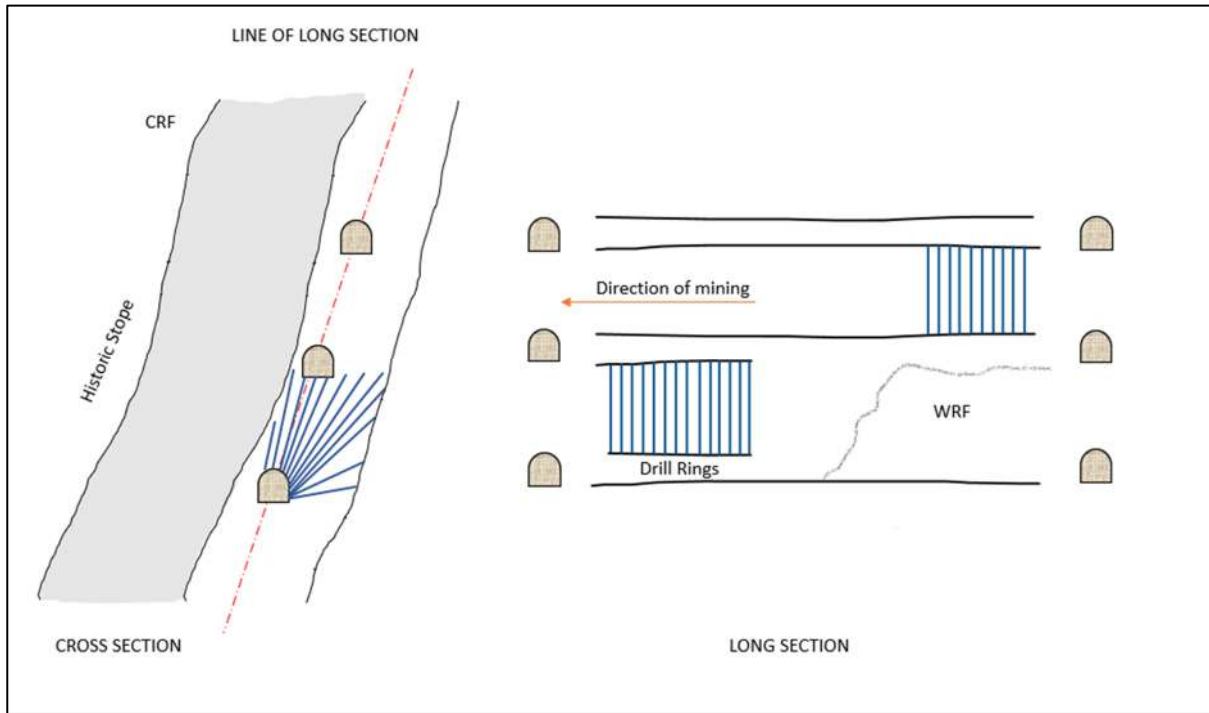 LINE OF LONG SECTION
CRF
Historic Stope
Direction of mining
WRF
Drill Rings
CROSS SECTION
LONG SECTION